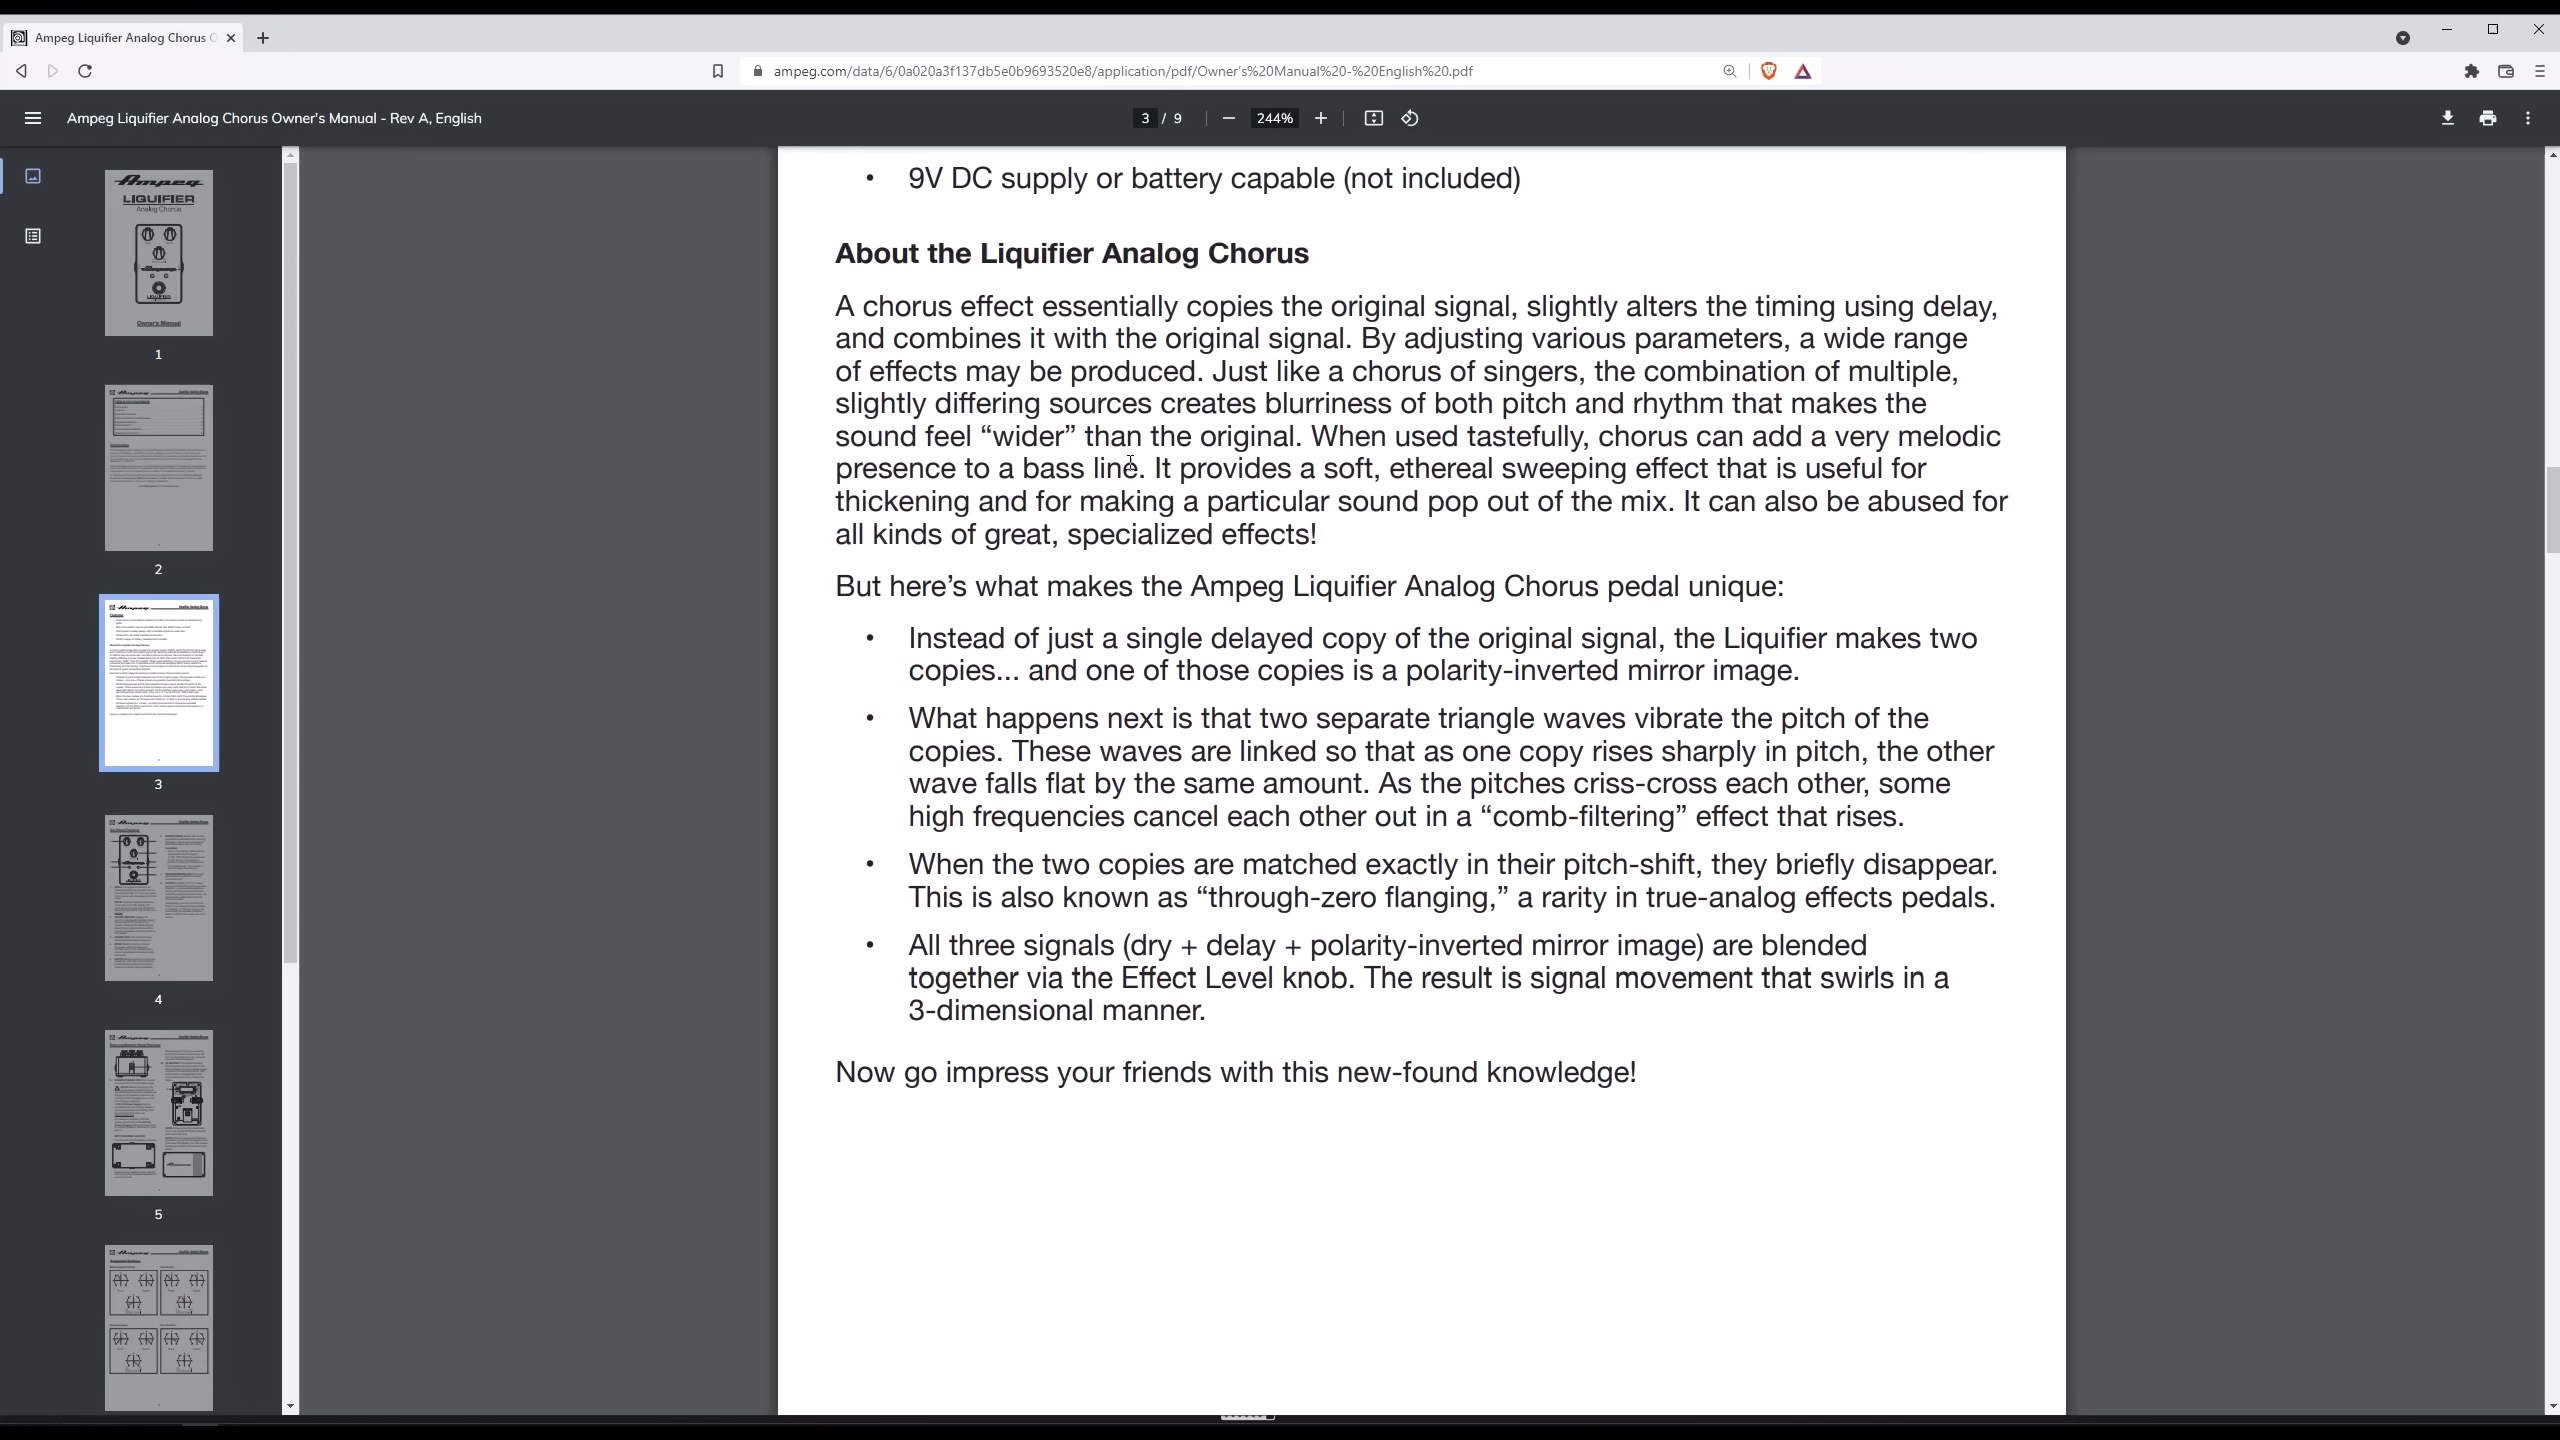 Ampeg Liquifier Analog Chorus O
ampeg.com/data/6/0a020a3f137db5e0b9693520e8/application/pdf/Owner's%20Manual%20-%20English%20.pdf
Ampeg Liquifier Analog Chorus Owner's Manual - Rev A, English
3 / 9
244%
Ampeg
LIQUIFIER
Analog Chorus
Owner's Manual
1
2
3
4
5
• 9V DC supply or battery capable (not included)
About the Liquifier Analog Chorus
A chorus effect essentially copies the original signal, slightly alters the timing using delay,
and combines it with the original signal. By adjusting various parameters, a wide range
of effects may be produced. Just like a chorus of singers, the combination of multiple,
slightly differing sources creates blurriness of both pitch and rhythm that makes the
sound feel “wider” than the original. When used tastefully, chorus can add a very melodic
presence to a bass line. It provides a soft, ethereal sweeping effect that is useful for
thickening and for making a particular sound pop out of the mix. It can also be abused for
all kinds of great, specialized effects!
But here’s what makes the Ampeg Liquifier Analog Chorus pedal unique:
• Instead of just a single delayed copy of the original signal, the Liquifier makes two
copies... and one of those copies is a polarity-inverted mirror image.
• What happens next is that two separate triangle waves vibrate the pitch of the
copies. These waves are linked so that as one copy rises sharply in pitch, the other
wave falls flat by the same amount. As the pitches criss-cross each other, some
high frequencies cancel each other out in a “comb-filtering” effect that rises.
• When the two copies are matched exactly in their pitch-shift, they briefly disappear.
This is also known as “through-zero flanging,” a rarity in true-analog effects pedals.
• All three signals (dry + delay + polarity-inverted mirror image) are blended
together via the Effect Level knob. The result is signal movement that swirls in a
3-dimensional manner.
Now go impress your friends with this new-found knowledge!